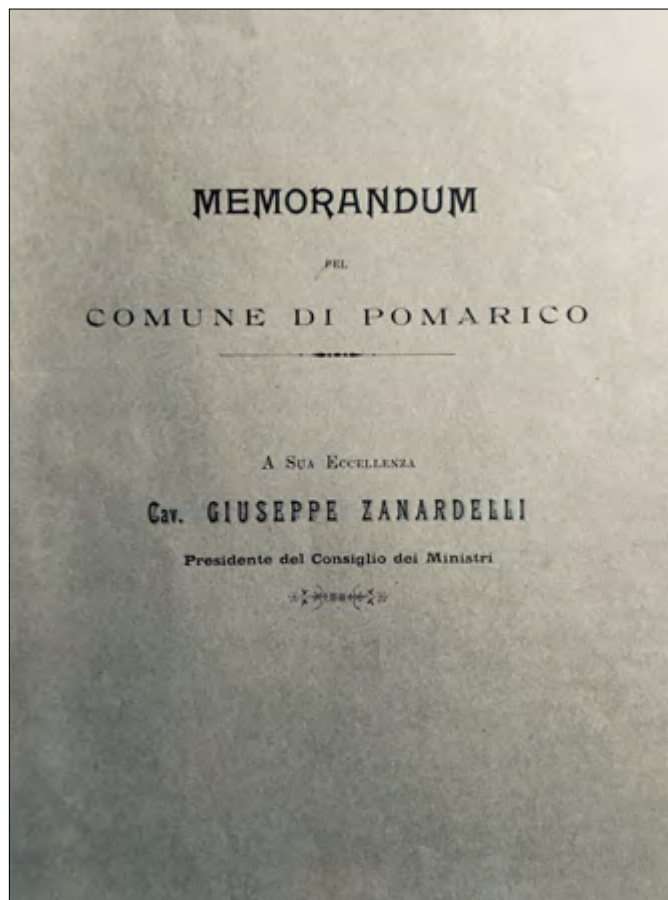 MEMORANDUM
PEL
COMUNE DI POMARICO
A SUA ECCELLENZA
Cav. GIUSEPPE ZANARDELLI
Presidente del Consiglio dei Ministri